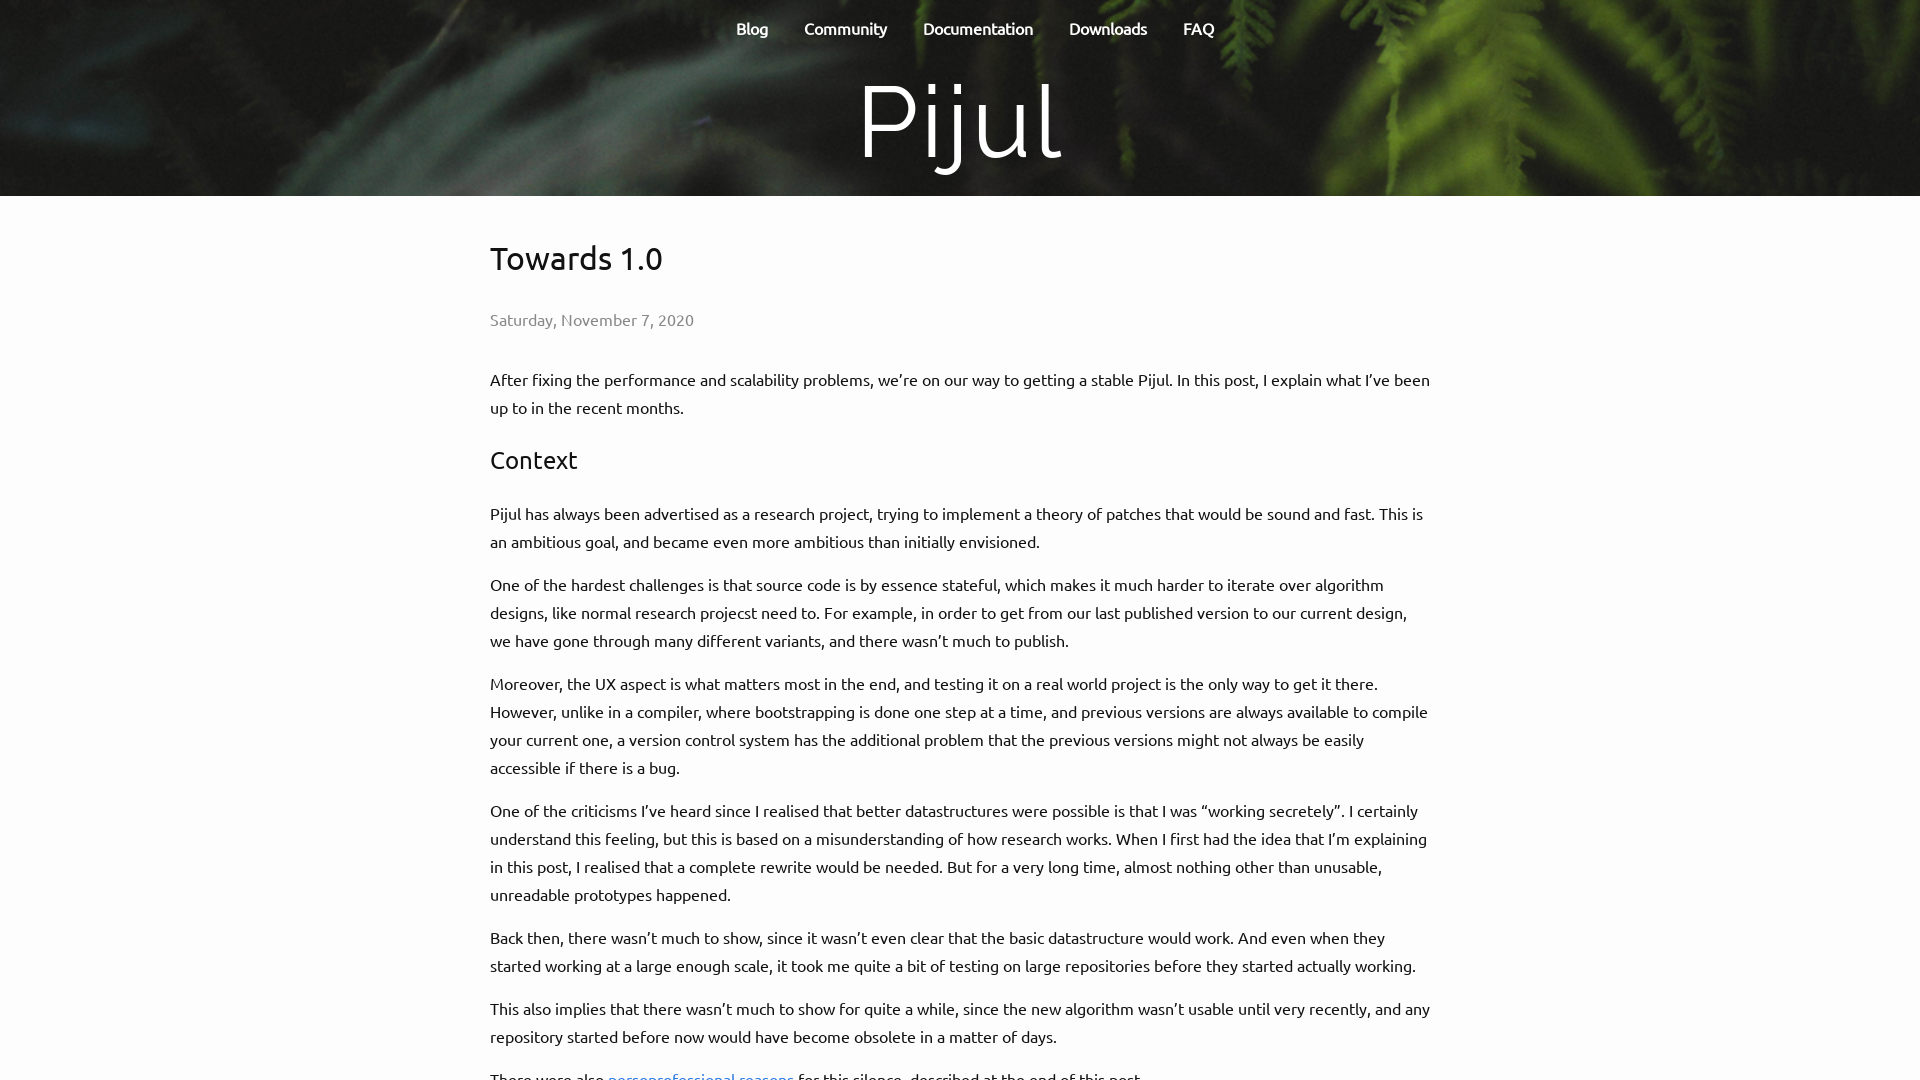 Blog Community Documentation Downloads FAQ
Pijul
Towards 1.0
Saturday, November 7, 2020
After fixing the performance and scalability problems, we’re on our way to getting a stable Pijul. In this post, I explain what I’ve been
up to in the recent months.
Context
Pijul has always been advertised as a research project, trying to implement a theory of patches that would be sound and fast. This is
an ambitious goal, and became even more ambitious than initially envisioned.
One of the hardest challenges is that source code is by essence stateful, which makes it much harder to iterate over algorithm
designs, like normal research projecst need to. For example, in order to get from our last published version to our current design,
we have gone through many different variants, and there wasn’t much to publish.
Moreover, the UX aspect is what matters most in the end, and testing it on a real world project is the only way to get it there.
However, unlike in a compiler, where bootstrapping is done one step at a time, and previous versions are always available to compile
your current one, a version control system has the additional problem that the previous versions might not always be easily
accessible if there is a bug.
One of the criticisms I’ve heard since I realised that better datastructures were possible is that I was “working secretely”. I certainly
understand this feeling, but this is based on a misunderstanding of how research works. When I first had the idea that I’m explaining
in this post, I realised that a complete rewrite would be needed. But for a very long time, almost nothing other than unusable,
unreadable prototypes happened.
Back then, there wasn’t much to show, since it wasn’t even clear that the basic datastructure would work. And even when they
started working at a large enough scale, it took me quite a bit of testing on large repositories before they started actually working.
This also implies that there wasn’t much to show for quite a while, since the new algorithm wasn’t usable until very recently, and any
repository started before now would have become obsolete in a matter of days.
There were also personprofessional reasons for this silence, described at the end of this post.